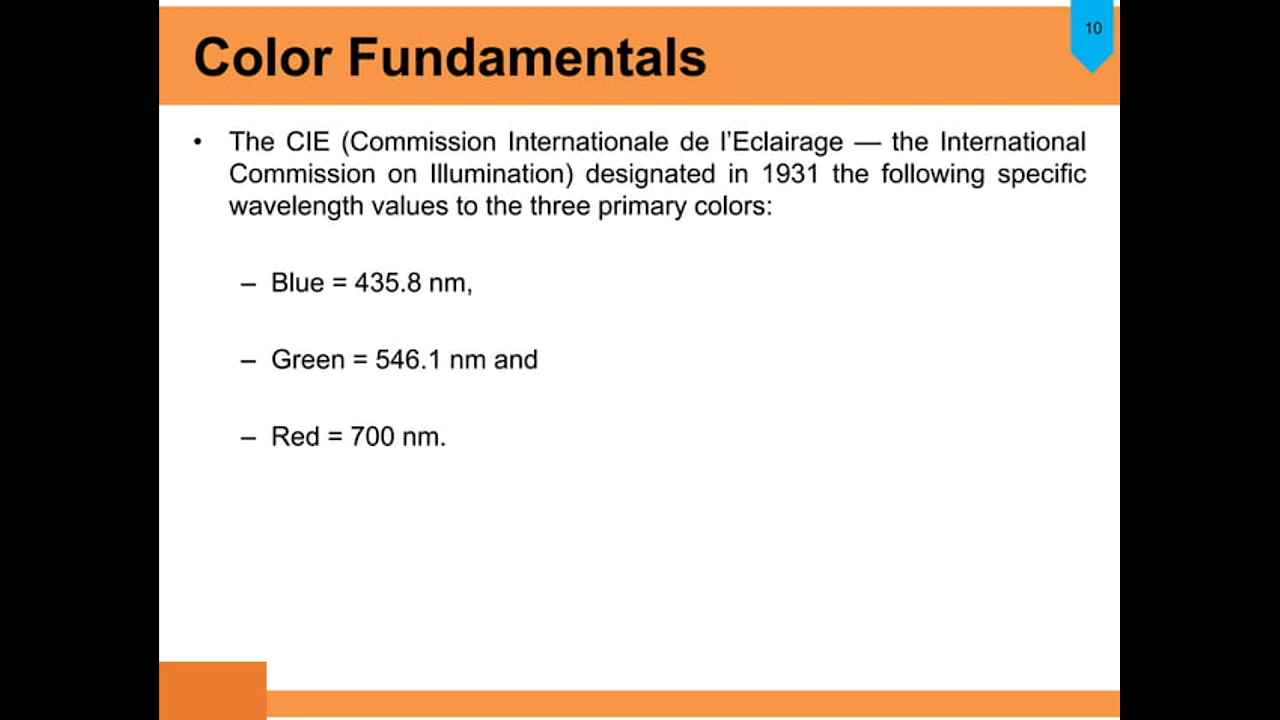 10
Color Fundamentals
• The CIE (Commission Internationale de l’Eclairage — the International
Commission on Illumination) designated in 1931 the following specific
wavelength values to the three primary colors:
– Blue = 435.8 nm,
– Green = 546.1 nm and
– Red = 700 nm.